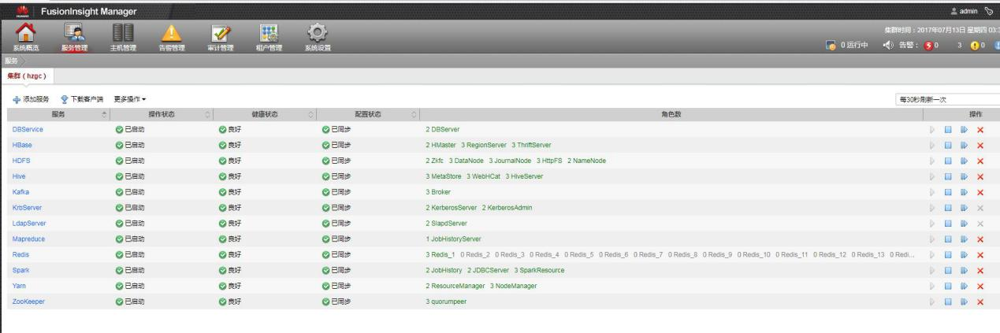 HUAWEI FusionInsight Manager admin
系统概览 服务管理 主机管理 告警管理 审计管理 租户管理 系统设置
集群时间：2017年07月13日 星期四 03:3
0 运行中 告警： 0 3 0
服务
集群（hzgc）
添加服务 下载客户端 更多操作
每30秒刷新一次
服务 操作状态 健康状态 配置状态 角色数 操作
DBService 已启动 良好 已同步 2 DBServer
HBase 已启动 良好 已同步 2 HMaster 3 RegionServer 3 ThriftServer
HDFS 已启动 良好 已同步 2 Zkfc 3 DataNode 3 JournalNode 3 HttpFS 2 NameNode
Hive 已启动 良好 已同步 3 MetaStore 3 WebHCat 3 HiveServer
Kafka 已启动 良好 已同步 3 Broker
KrbServer 已启动 良好 已同步 2 KerberosServer 2 KerberosAdmin
LdapServer 已启动 良好 已同步 2 SlapdServer
Mapreduce 已启动 良好 已同步 1 JobHistoryServer
Redis 已启动 良好 已同步 3 Redis_1 0 Redis_2 0 Redis_3 0 Redis_4 0 Redis_5 0 Redis_6 0 Redis_7 0 Redis_8 0 Redis_9 0 Redis_10 0 Redis_11 0 Redis_12 0 Redis_13 0 Redi...
Spark 已启动 良好 已同步 2 JobHistory 2 JDBCServer 3 SparkResource
Yarn 已启动 良好 已同步 2 ResourceManager 3 NodeManager
ZooKeeper 已启动 良好 已同步 3 quorumpeer